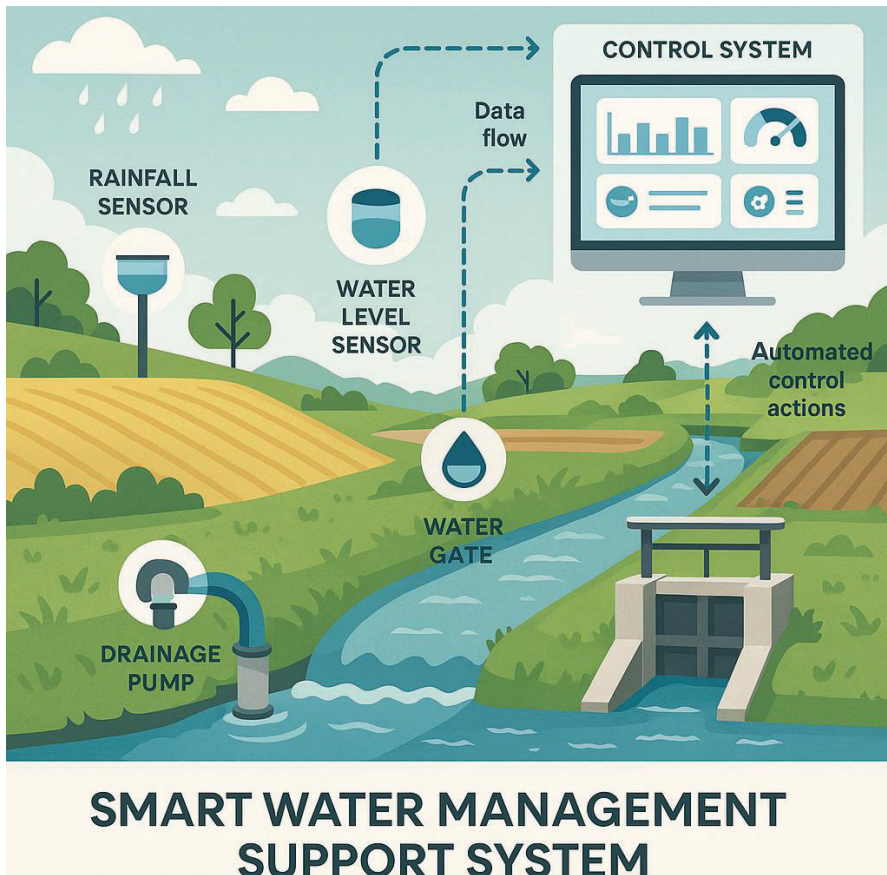 CONTROL SYSTEM
Data
flow
RAINFALL
SENSOR
WATER
LEVEL
SENSOR
Automated
control
actions
WATER
GATE
DRAINAGE
PUMP
SMART WATER MANAGEMENT
SUPPORT SYSTEM